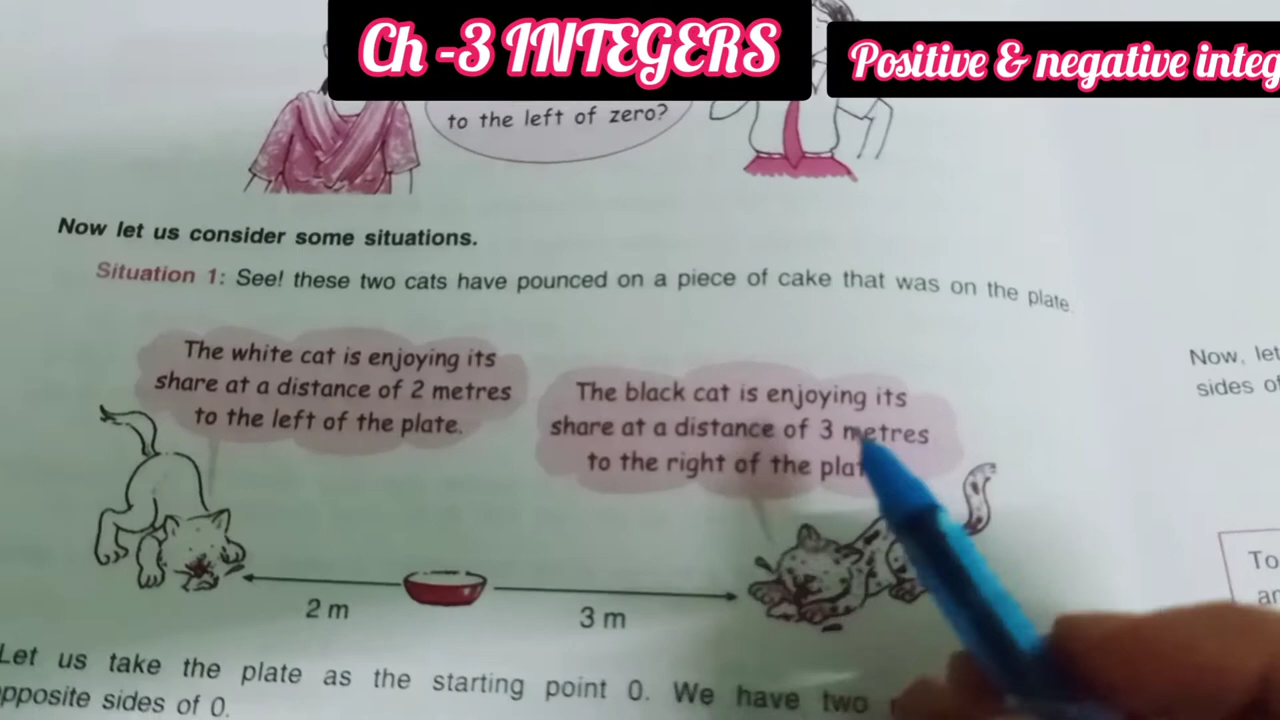 Ch -3 INTEGERS
Positive & negative integ
to the left of zero?
Now let us consider some situations.
Situation 1: See! these two cats have pounced on a piece of cake that was on the plate.
The white cat is enjoying its
share at a distance of 2 metres
to the left of the plate.
The black cat is enjoying its
share at a distance of 3 metres
to the right of the
2 m
3 m
Let us take the plate as the starting point 0. We have two
pposite sides of 0.
Now, let
sides of
To
an